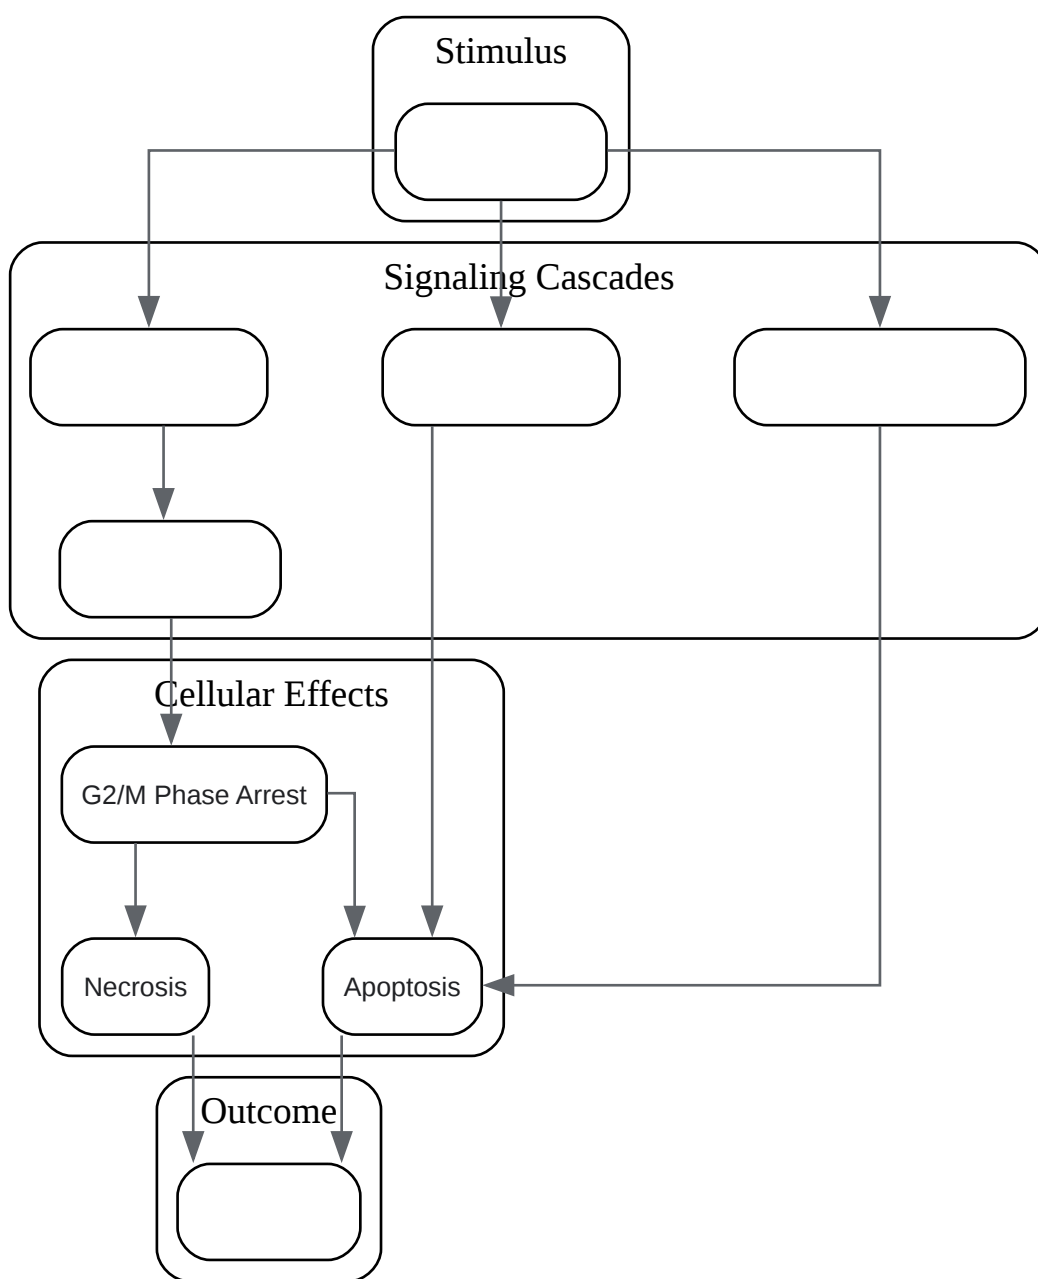 Stimulus
Signaling Cascades
Cellular Effects
G2/M Phase Arrest
Necrosis
Apoptosis
Outcome